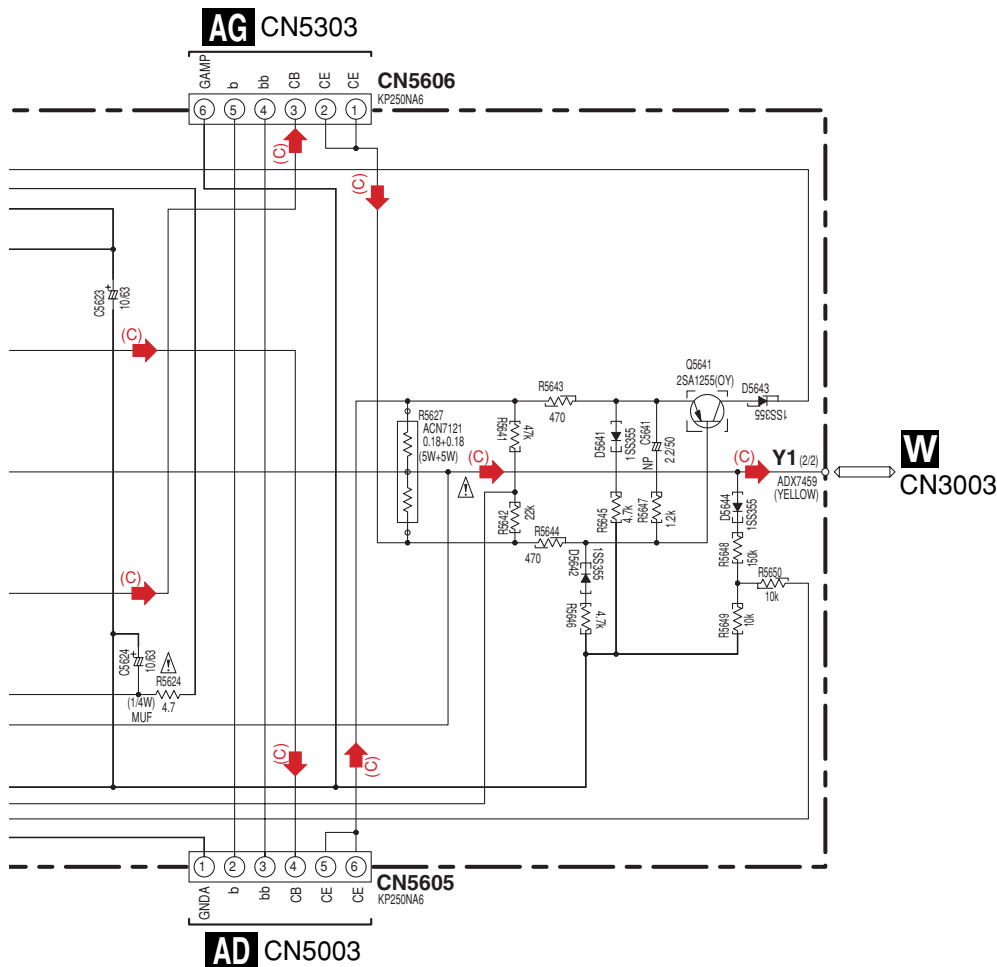 AG CN5303
GAMP
b
bb
CB
CE
CE
CN5606
KP250NA6
6
5
4
3
2
1
(C)
(C)
C5623
+
10/63
(C)
Q5641
2SA1255(OY)
D5643
1SS355
R5643
470
R5627
ACN7121
0.18+0.18
(5W+5W)
R5641
47k
D5641
1SS355
C5641
2.2/50
NP
(C)
(C)
Y1 (2/2)
ADX7459
(YELLOW)
W
CN3003
R5642
22k
R5645
4.7k
R5647
1.2k
D5644
1SS355
R5644
470
R5648
150k
D5642
1SS355
R5650
10k
(C)
R5646
4.7k
R5649
10k
C5624
+
10/63
R5624
4.7
(1/4W)
MUF
(C)
(C)
1
2
3
4
5
6
CN5605
KP250NA6
GNDA
b
bb
CB
CE
CE
AD CN5003